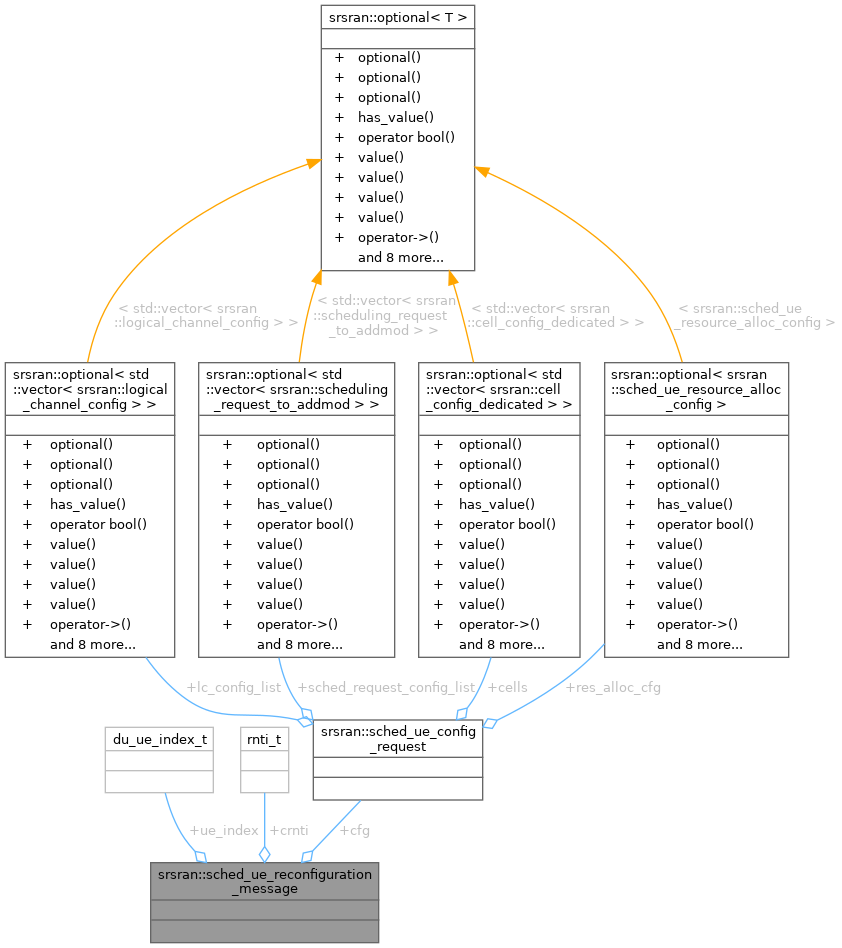 srsran::optional< T >
+ optional()
+ optional()
+ optional()
+ has_value()
+ operator bool()
+ value()
+ value()
+ value()
+ value()
+ operator->()
and 8 more...
< std::vector< srsran
::logical_channel_config > >
< std::vector< srsran
::scheduling_request
_to_addmod > >
< std::vector< srsran
::cell_config_dedicated > >
< srsran::sched_ue
_resource_alloc_config >
srsran::optional< std
::vector< srsran::logical
_channel_config > >
+ optional()
+ optional()
+ optional()
+ has_value()
+ operator bool()
+ value()
+ value()
+ value()
+ value()
+ operator->()
and 8 more...
srsran::optional< std
::vector< srsran::scheduling
_request_to_addmod > >
+ optional()
+ optional()
+ optional()
+ has_value()
+ operator bool()
+ value()
+ value()
+ value()
+ value()
+ operator->()
and 8 more...
srsran::optional< std
::vector< srsran::cell
_config_dedicated > >
+ optional()
+ optional()
+ optional()
+ has_value()
+ operator bool()
+ value()
+ value()
+ value()
+ value()
+ operator->()
and 8 more...
srsran::optional< srsran
::sched_ue_resource_alloc
_config >
+ optional()
+ optional()
+ optional()
+ has_value()
+ operator bool()
+ value()
+ value()
+ value()
+ value()
+ operator->()
and 8 more...
+lc_config_list
+sched_request_config_list
+cells
+res_alloc_cfg
du_ue_index_t
rnti_t
srsran::sched_ue_config
_request
+ue_index
+crnti
+cfg
srsran::sched_ue_reconfiguration
_message